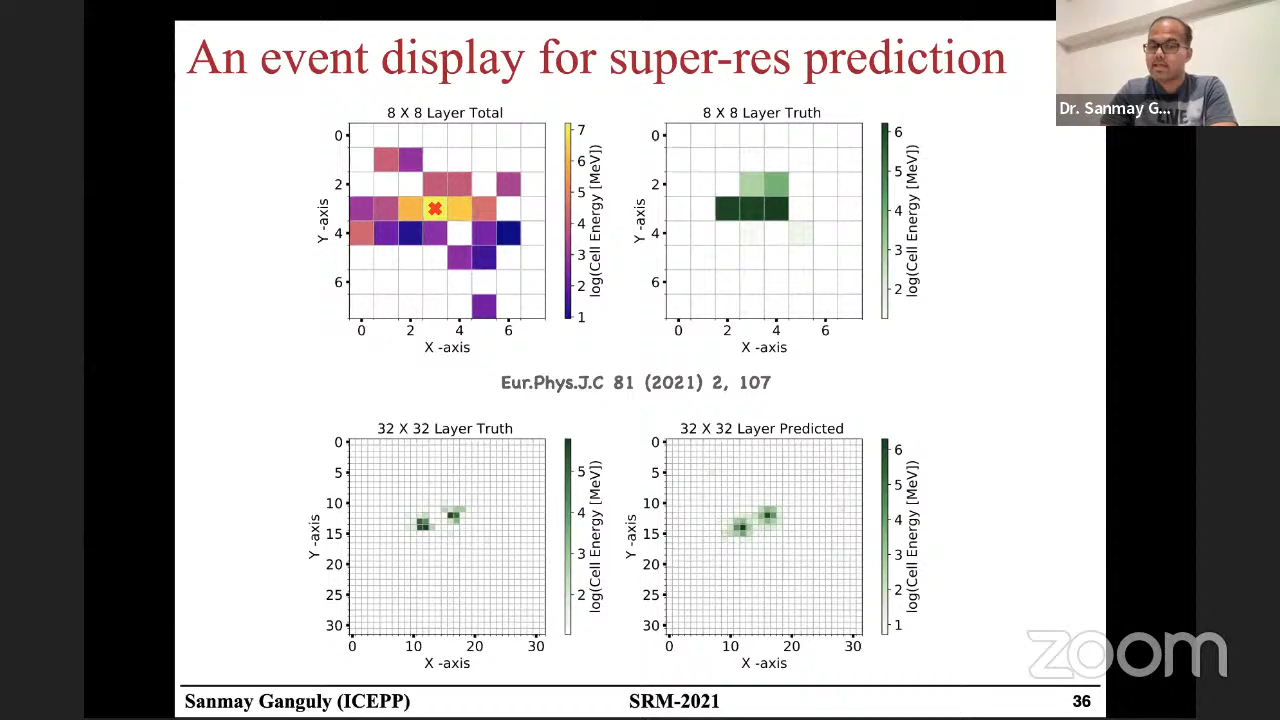 An event display for super-res prediction
Dr. Sanmay G...
8 X 8 Layer Total
0
2
4
6
Y -axis
0 2 4 6
X -axis
7
6
5
4
3
2
1
log(Cell Energy [MeV])
8 X 8 Layer Truth
0
2
4
6
Y -axis
0 2 4 6
X -axis
6
5
4
3
2
log(Cell Energy [MeV])
Eur.Phys.J.C 81 (2021) 2, 107
32 X 32 Layer Truth
0
5
10
15
20
25
30
Y -axis
0 10 20 30
X -axis
5
4
3
2
log(Cell Energy [MeV])
32 X 32 Layer Predicted
0
5
10
15
20
25
30
Y -axis
0 10 20 30
X -axis
6
5
4
3
2
1
log(Cell Energy [MeV])
zoom
Sanmay Ganguly (ICEPP) SRM-2021 36